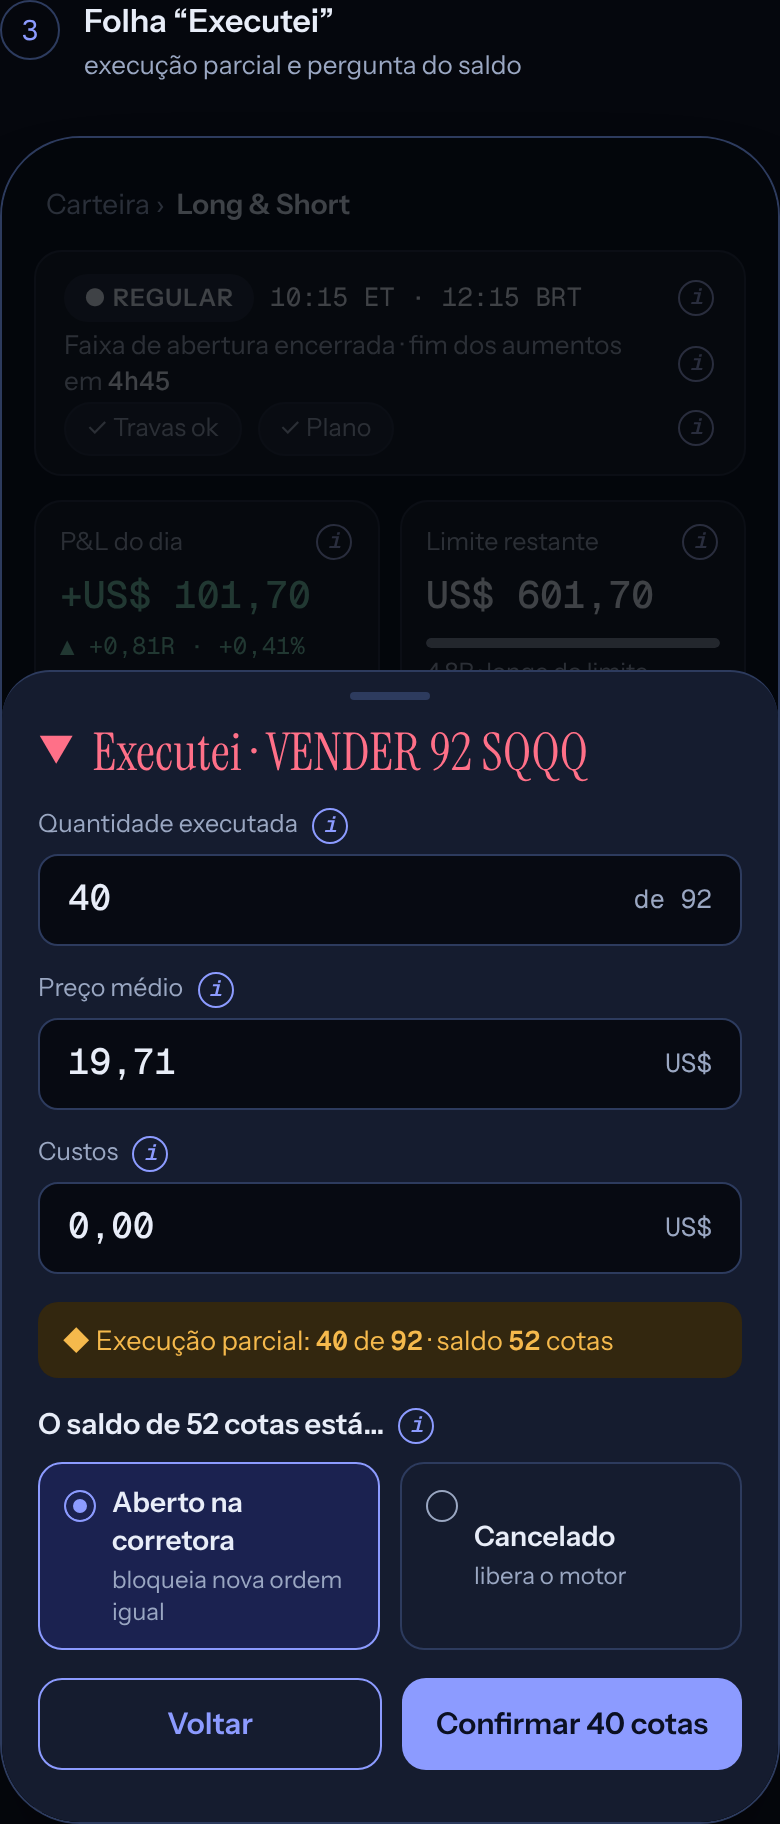 3
Folha “Executei”
execução parcial e pergunta do saldo
Carteira › Long & Short
● REGULAR 10:15 ET · 12:15 BRT i
Faixa de abertura encerrada · fim dos aumentos
em 4h45 i
✓ Travas ok ✓ Plano i
P&L do dia i
+US$ 101,70
▲ +0,81R · +0,41%
Limite restante i
US$ 601,70
▼ Executei · VENDER 92 SQQQ
Quantidade executada i
40 de 92
Preço médio i
19,71 US$
Custos i
0,00 US$
◆ Execução parcial: 40 de 92 · saldo 52 cotas
O saldo de 52 cotas está... i
Aberto na
corretora
bloqueia nova ordem
igual
Cancelado
libera o motor
Voltar
Confirmar 40 cotas